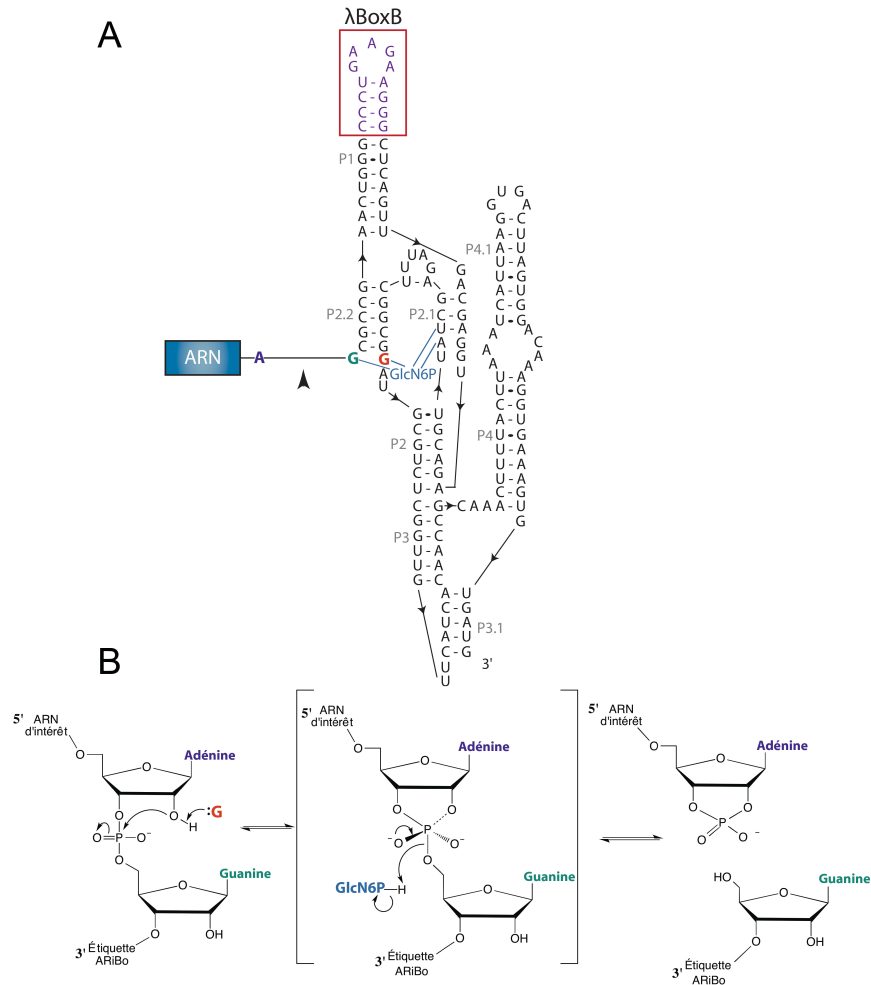 A
λBoxB
A
A G
G A
U - A
C - G
C - G
C - G
G - C
P1 G • U
G - C
U - A
C - G
A - U
A - U
A
U G
G A
G - C
A - U
A - U
P4.1
U - A
U • G
A - U
C - G
U • G
A A
A C
A A
U - A
U - G
C - G
A - U
P4 U • G
U - A
U - A
U - A
C - G
C A A A - U
G
U A
U G
U - A
G - C
C - G
C - G
P2.2 G - C
C - G
G G
A
U
G
G A
C - G
P2.1 U - A
A - G
U - G
U
ARN A
GlcN6P
G • U
C - G
P2 G - C
U - A
C - G
U - A
C - G
G - C
G - C
P3 U - A
U - A
G - C
A - U
C - G
U - A
P3.1
A - U
C - G
U
U
3'
B
5' ARN
d'intérêt
O
O
Adénine
O
O
H
:G
O=P-O⁻
O
O
Guanine
O
OH
3' Étiquette
ARiBo
5' ARN
d'intérêt
O
O
Adénine
O
O
P
⁻O
O⁻
O
GlcN6P-H
O
Guanine
O
OH
3' Étiquette
ARiBo
5' ARN
d'intérêt
O
O
Adénine
O
O
P
O
O⁻
HO
O
Guanine
O
OH
3' Étiquette
ARiBo